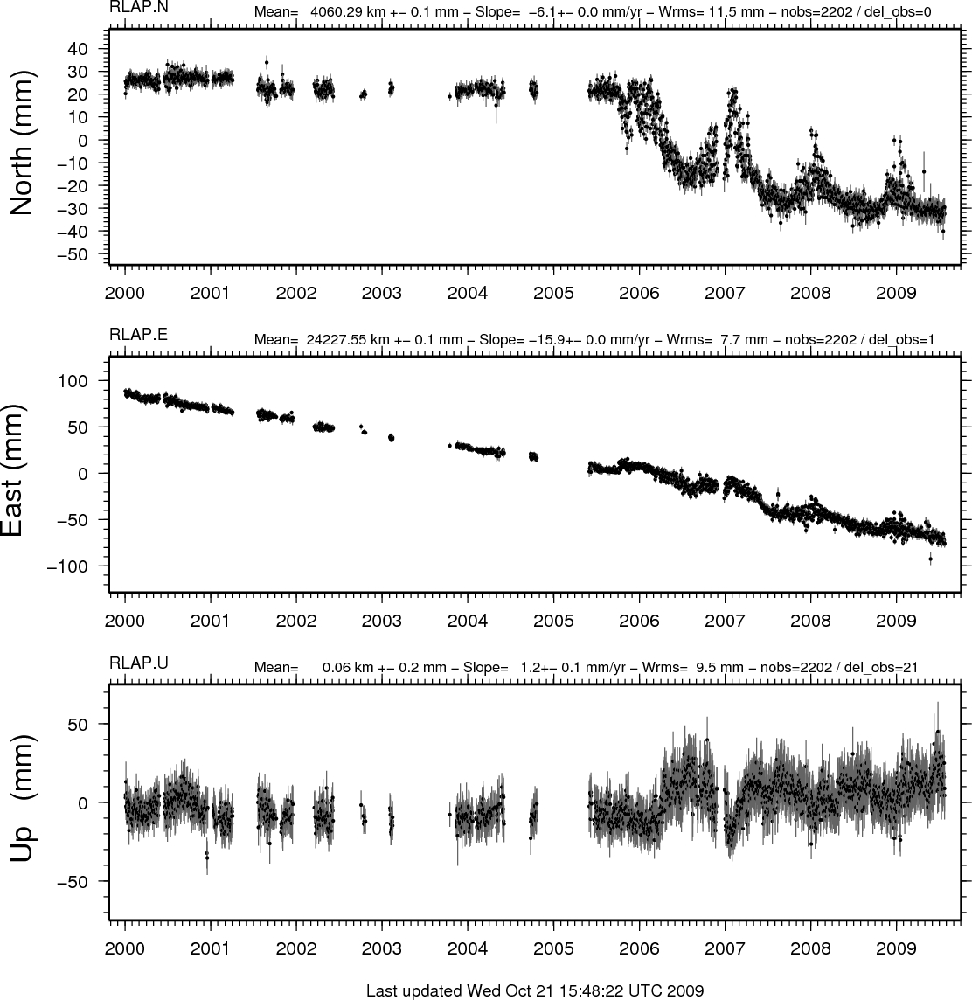 RLAP.N
Mean= 4060.29 km +− 0.1 mm − Slope= −6.1+− 0.0 mm/yr − Wrms= 11.5 mm − nobs=2202 / del_obs=0
40
30
20
10
0
−10
−20
−30
−40
−50
North (mm)
2000 2001 2002 2003 2004 2005 2006 2007 2008 2009
RLAP.E
Mean= 24227.55 km +− 0.1 mm − Slope= −15.9+− 0.0 mm/yr − Wrms= 7.7 mm − nobs=2202 / del_obs=1
100
50
0
−50
−100
East (mm)
2000 2001 2002 2003 2004 2005 2006 2007 2008 2009
RLAP.U
Mean= 0.06 km +− 0.2 mm − Slope= 1.2+− 0.1 mm/yr − Wrms= 9.5 mm − nobs=2202 / del_obs=21
50
0
−50
Up (mm)
2000 2001 2002 2003 2004 2005 2006 2007 2008 2009
Last updated Wed Oct 21 15:48:22 UTC 2009